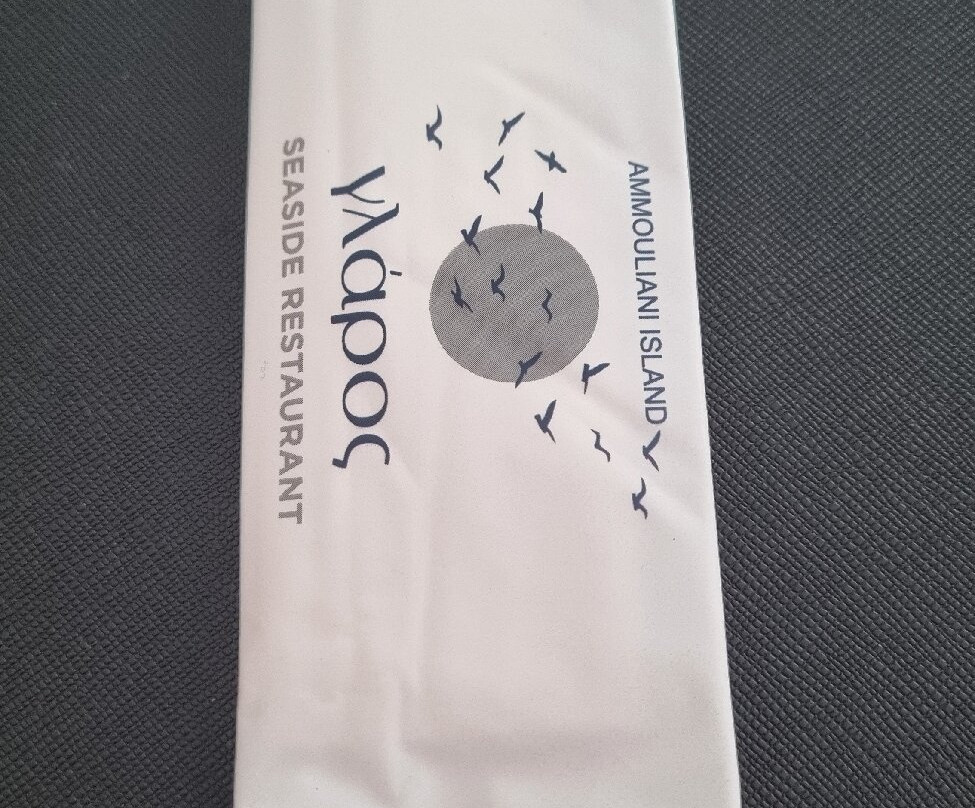 AMMOULIANI ISLAND
γλάρος
SEASIDE RESTAURANT